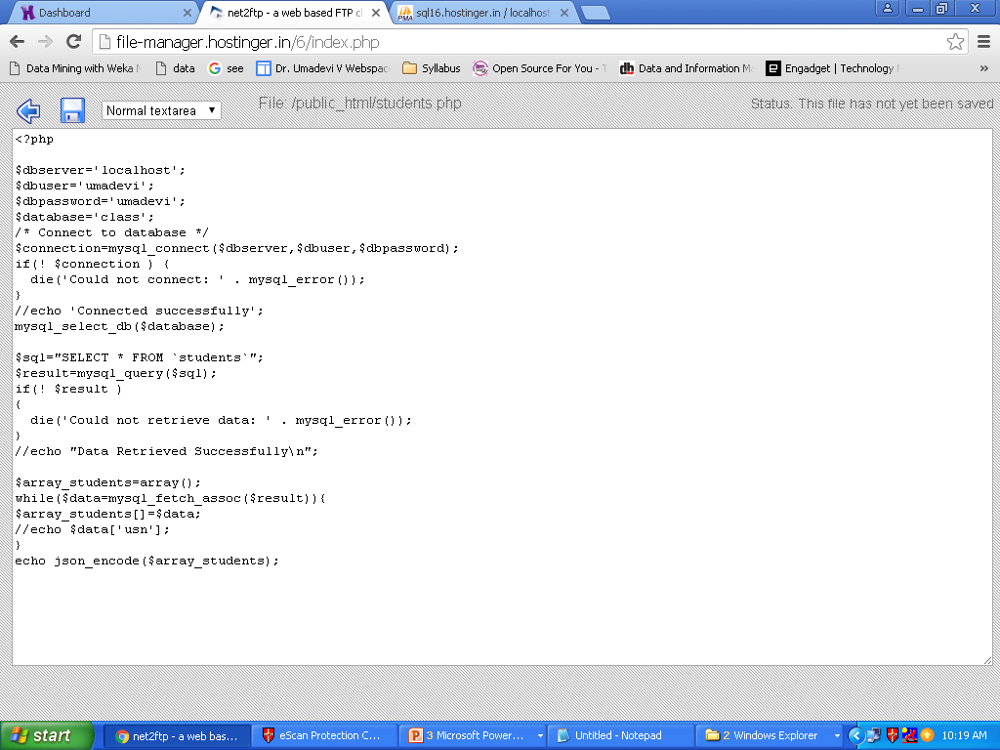 Dashboard
net2ftp - a web based FTP cl
sql16.hostinger.in / localhost
file-manager.hostinger.in/6/index.php
Data Mining with Weka
data
see
Dr. Umadevi V Webspac
Syllabus
Open Source For You -
Data and Information M
Engadget | Technology
»
Normal textarea
File: /public_html/students.php
Status: This file has not yet been saved
<?php
$dbserver='localhost';
$dbuser='umadevi';
$dbpassword='umadevi';
$database='class';
/* Connect to database */
$connection=mysql_connect($dbserver,$dbuser,$dbpassword);
if(! $connection ) {
  die('Could not connect: ' . mysql_error());
}
//echo 'Connected successfully';
mysql_select_db($database);
$sql="SELECT * FROM `students`";
$result=mysql_query($sql);
if(! $result )
{
  die('Could not retrieve data: ' . mysql_error());
}
//echo "Data Retrieved Successfully\n";
$array_students=array();
while($data=mysql_fetch_assoc($result)){
$array_students[]=$data;
//echo $data['usn'];
}
echo json_encode($array_students);
start
net2ftp - a web bas...
eScan Protection C...
3 Microsoft Power...
Untitled - Notepad
2 Windows Explorer
10:19 AM